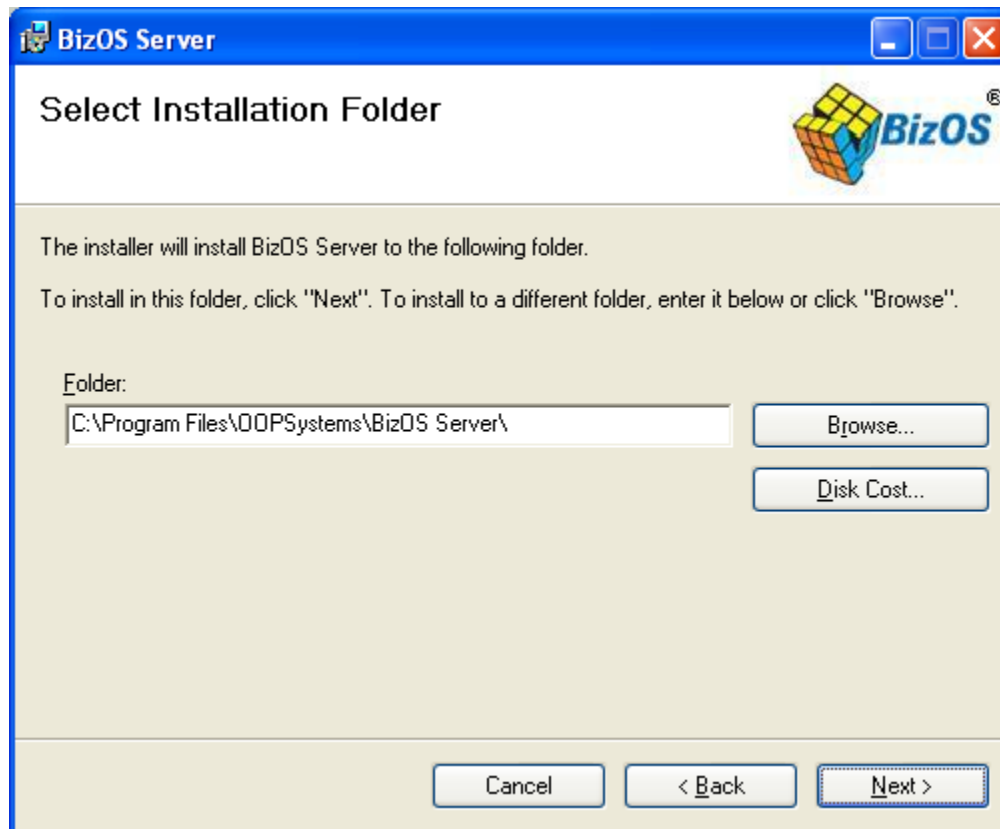 BizOS Server
Select Installation Folder
BizOS®
The installer will install BizOS Server to the following folder.
To install in this folder, click "Next". To install to a different folder, enter it below or click "Browse".
Folder:
C:\Program Files\OOPSystems\BizOS Server\
Browse...
Disk Cost...
Cancel
< Back
Next >